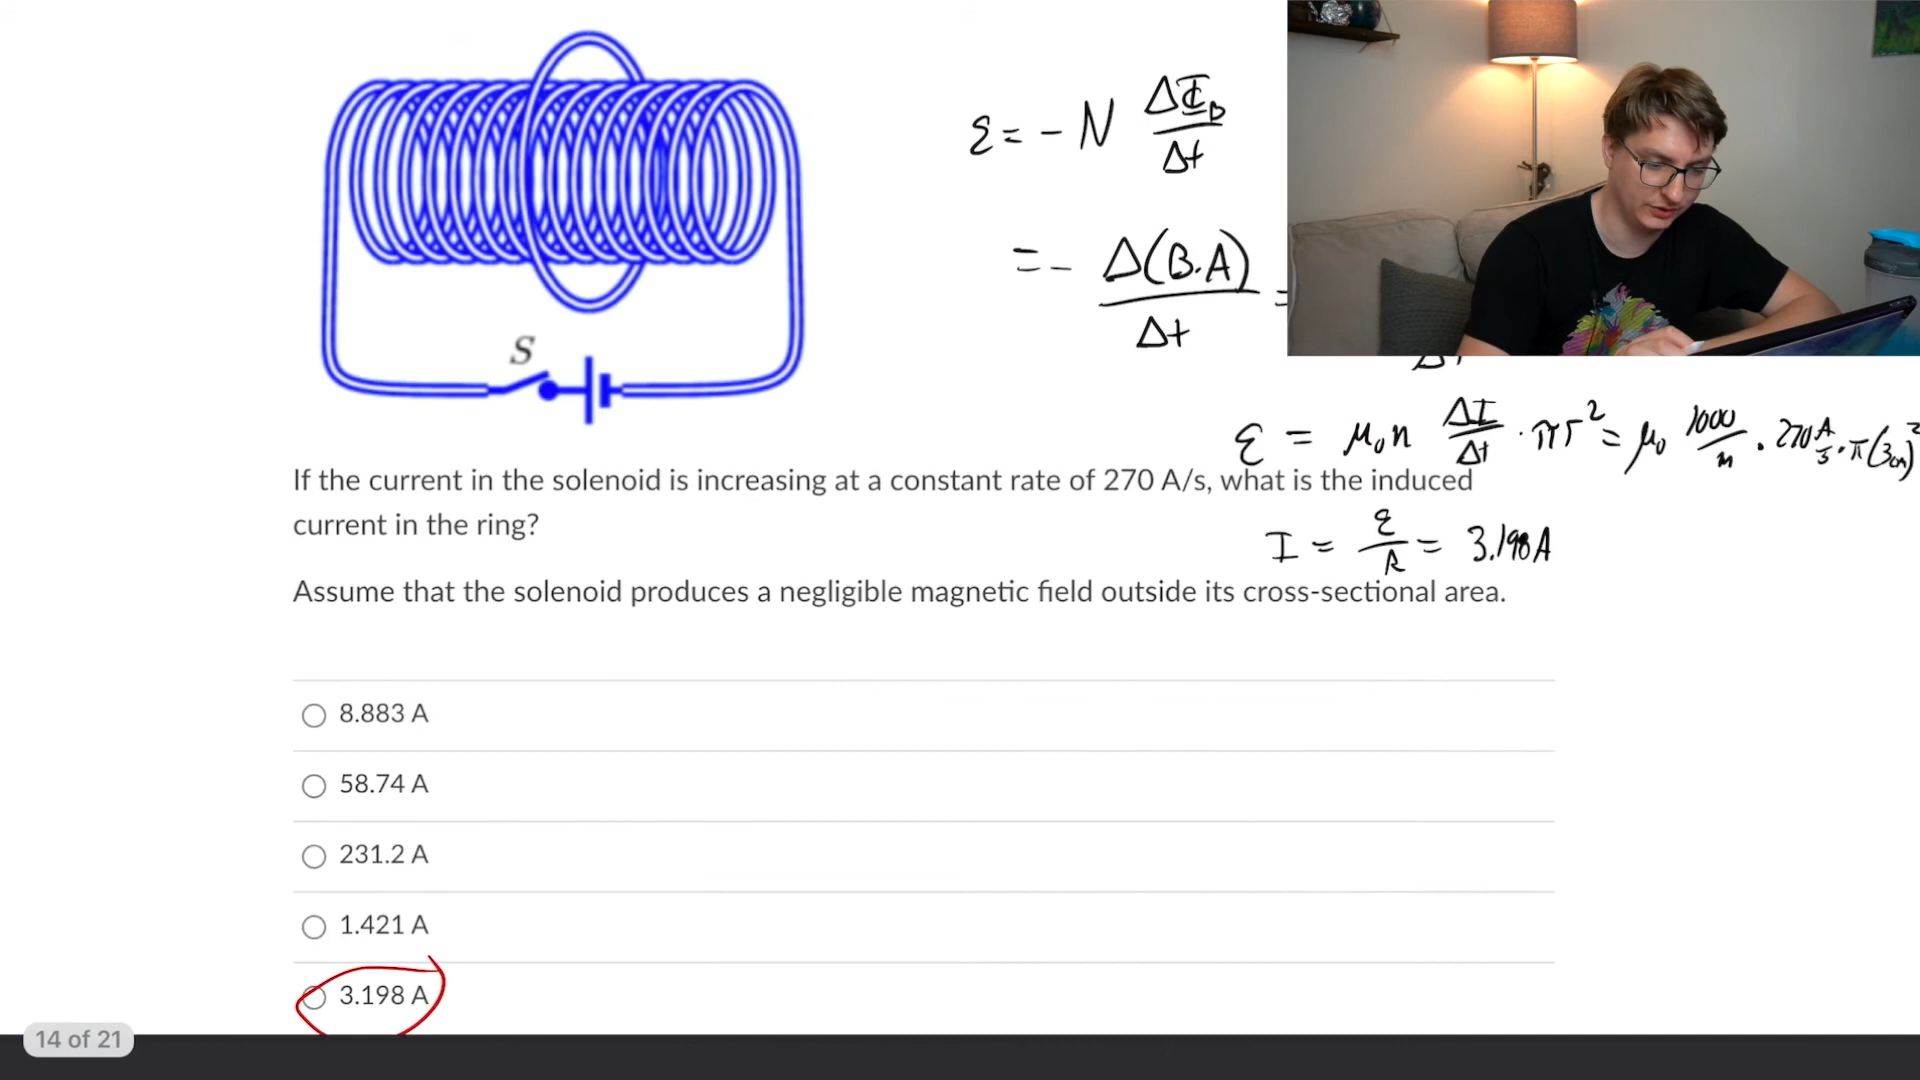 ε = - N ΔΦ_B / Δt
= - Δ(B·A) / Δt =
S
ε = μ₀n ΔI/Δt · πr² = μ₀ 1000/m · 270 A/s · π(3cm)²
If the current in the solenoid is increasing at a constant rate of 270 A/s, what is the induced
current in the ring?
I = ε/R = 3.198A
Assume that the solenoid produces a negligible magnetic field outside its cross-sectional area.
8.883 A
58.74 A
231.2 A
1.421 A
3.198 A
14 of 21